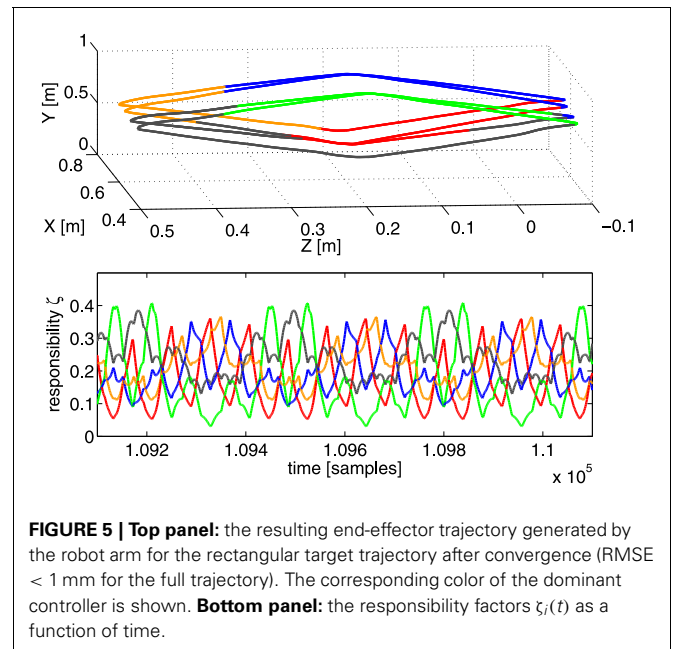 1
0.5
0
Y [m]
0.8
0.6
0.4
X [m]
0.5
0.4
0.3
0.2
0.1
0
−0.1
Z [m]
0.4
0.3
0.2
0.1
0
responsibility ζ
1.092
1.094
1.096
1.098
1.1
time [samples]
x 10⁵
FIGURE 5 | Top panel: the resulting end-effector trajectory generated by
the robot arm for the rectangular target trajectory after convergence (RMSE
< 1 mm for the full trajectory). The corresponding color of the dominant
controller is shown. Bottom panel: the responsibility factors ζᵢ(t) as a
function of time.